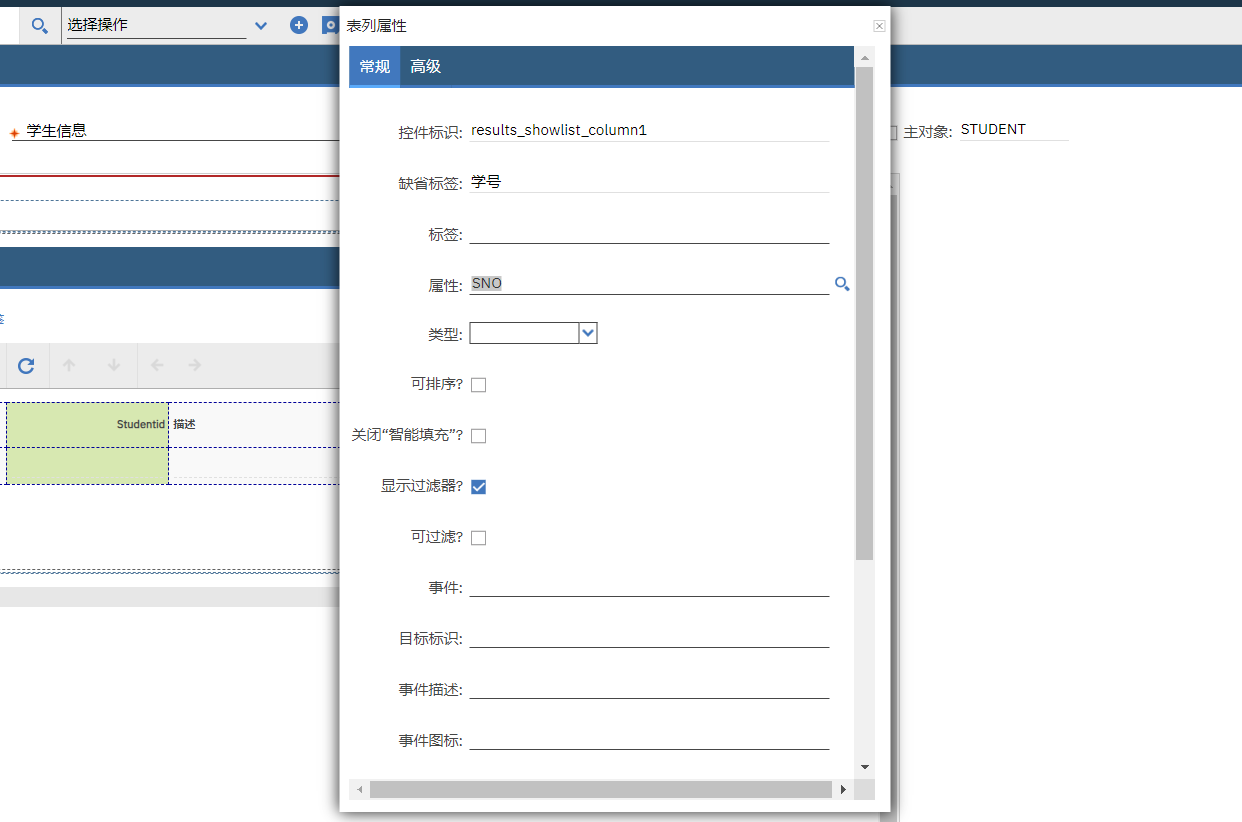 选择操作
表列属性
常规 高级
学生信息
主对象: STUDENT
控件标识: results_showlist_column1
缺省标签: 学号
标签:
属性: SNO
类型:
可排序?
关闭“智能填充”?
显示过滤器?
可过滤?
事件:
目标标识:
事件描述:
事件图标:
Studentid 描述